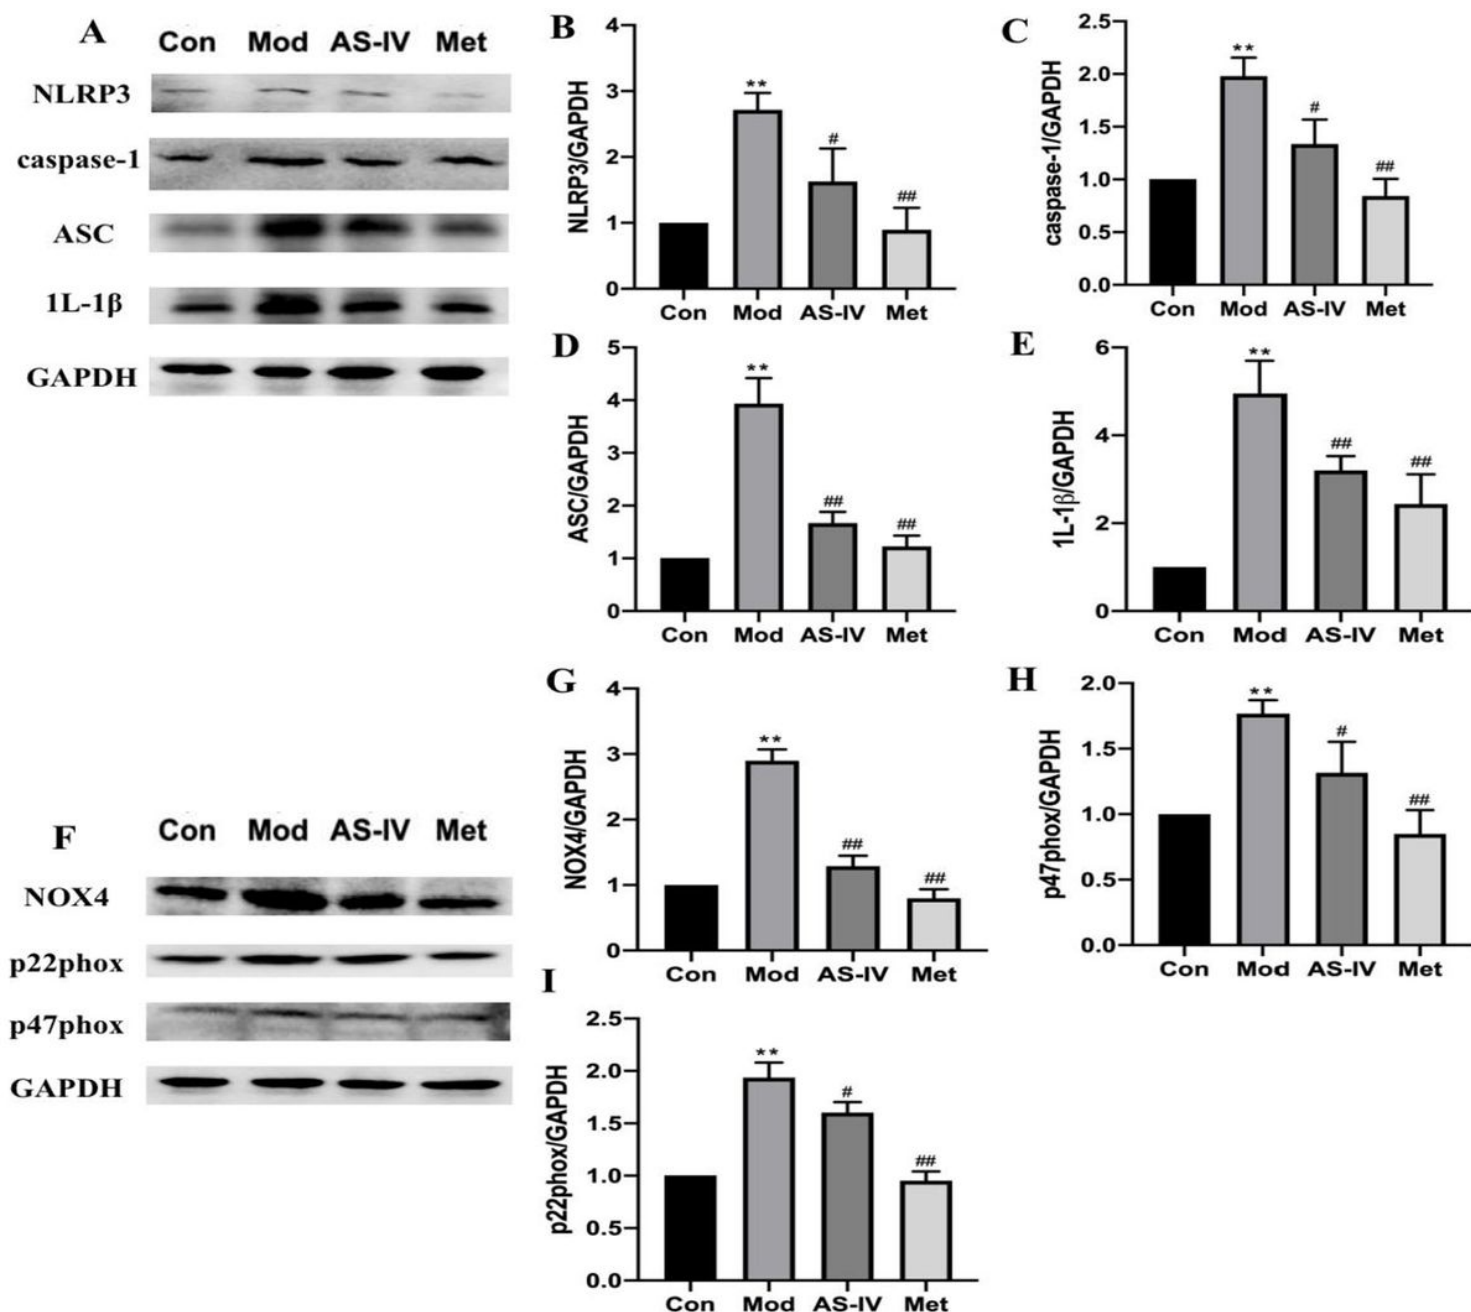 A
Con Mod AS-IV Met
NLRP3
caspase-1
ASC
1L-1β
GAPDH
B
NLRP3/GAPDH
4
3
2
1
0
**
#
##
Con Mod AS-IV Met
C
caspase-1/GAPDH
2.5
2.0
1.5
1.0
0.5
0.0
**
#
##
Con Mod AS-IV Met
D
ASC/GAPDH
5
4
3
2
1
0
**
##
##
Con Mod AS-IV Met
E
1L-1β/GAPDH
6
4
2
0
**
##
##
Con Mod AS-IV Met
F
Con Mod AS-IV Met
NOX4
p22phox
p47phox
GAPDH
G
NOX4/GAPDH
4
3
2
1
0
**
##
##
Con Mod AS-IV Met
H
p47phox/GAPDH
2.0
1.5
1.0
0.5
0.0
**
#
##
Con Mod AS-IV Met
I
p22phox/GAPDH
2.5
2.0
1.5
1.0
0.5
0.0
**
#
##
Con Mod AS-IV Met